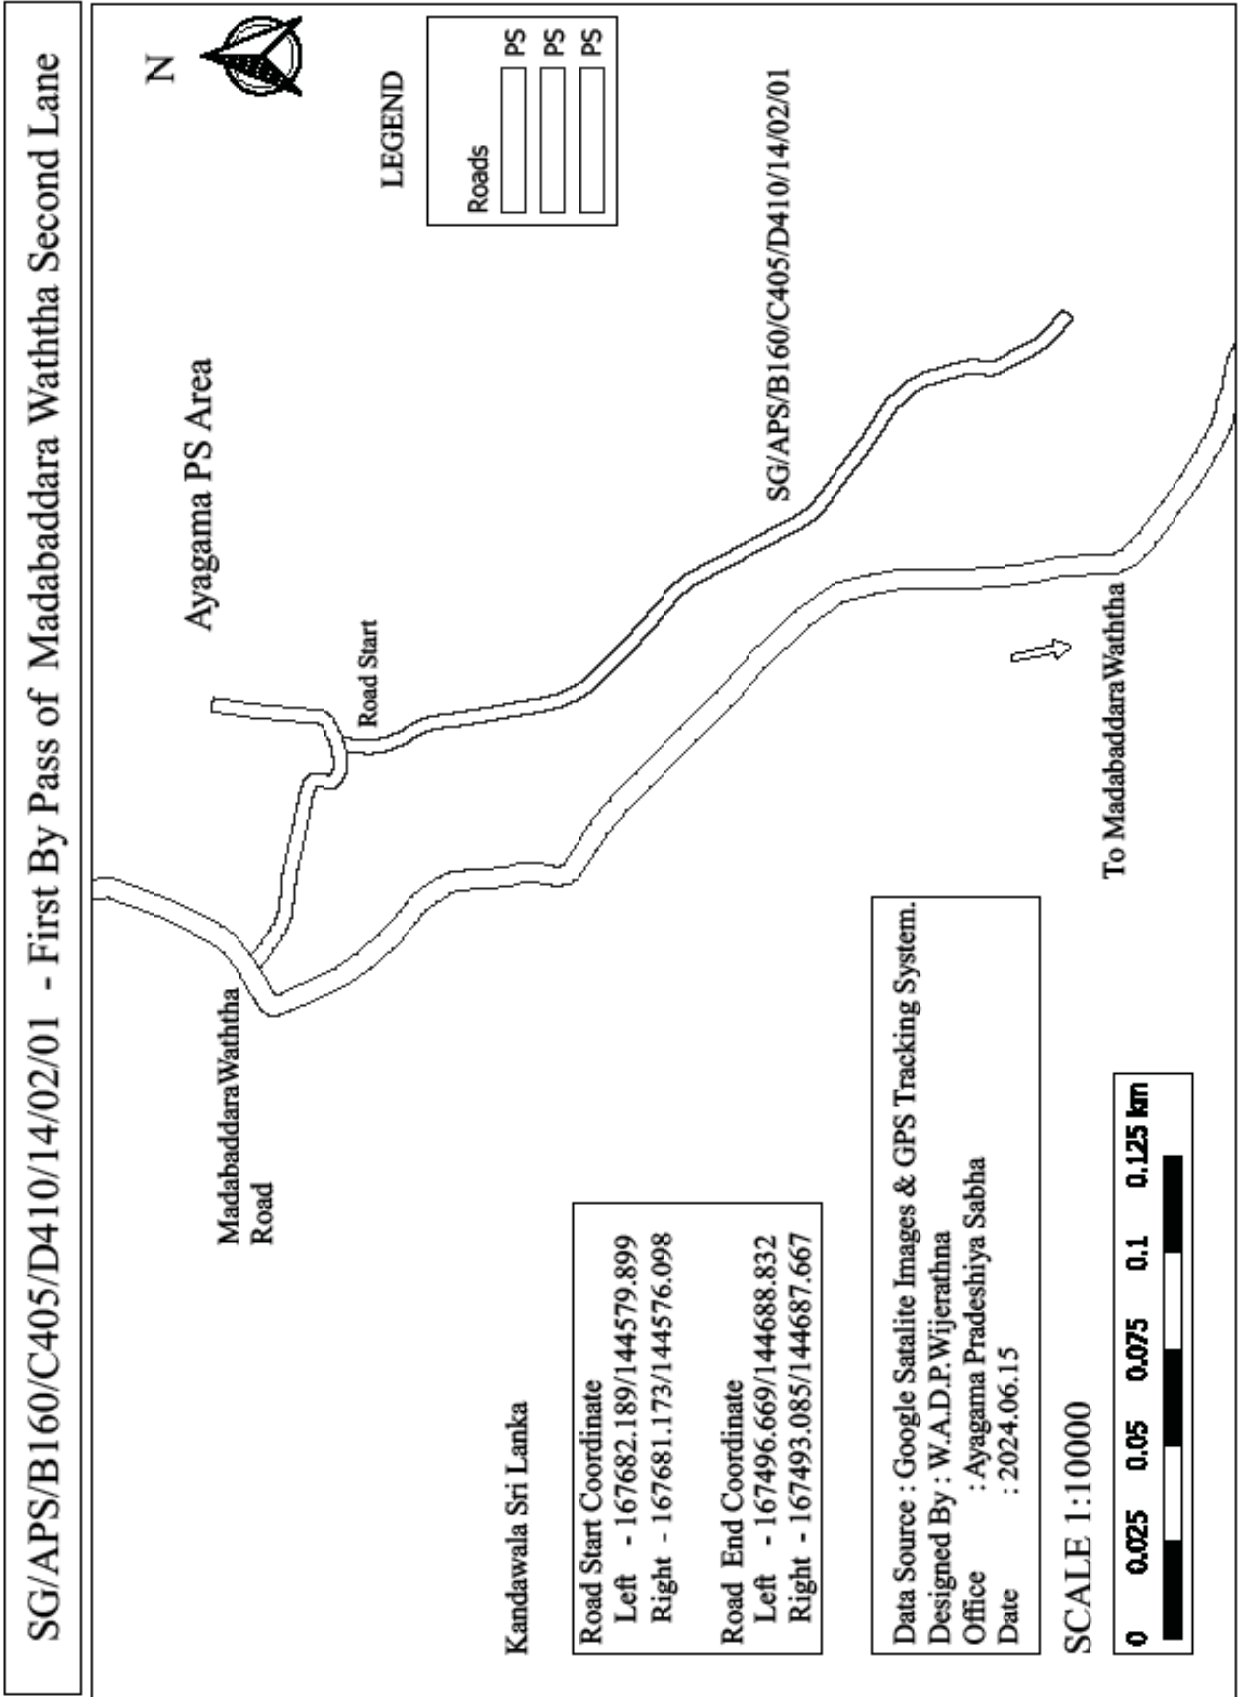 SG/APS/B160/C405/D410/14/02/01 - First By Pass of Madabaddara Waththa Second Lane
N
Ayagama PS Area
LEGEND
Roads
PS
PS
PS
Road Start
MadabaddaraWaththa
Road
SG/APS/B160/C405/D410/14/02/01
To MadabaddaraWaththa
Kandawala Sri Lanka
Road Start Coordinate
Left - 167682.189/144579.899
Right - 167681.173/144576.098
Road End Coordinate
Left - 167496.669/144688.832
Right - 167493.085/144687.667
Data Source : Google Satalite Images & GPS Tracking System.
Designed By : W.A.D.P.Wijerathna
Office : Ayagama Pradeshiya Sabha
Date : 2024.06.15
SCALE 1:10000
0 0.025 0.05 0.075 0.1 0.125 km